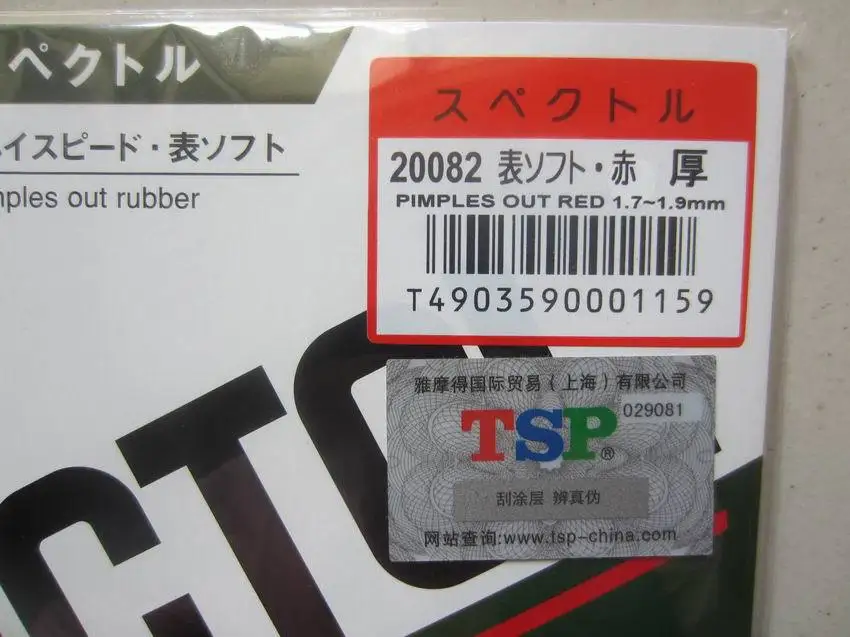 スペクトル
イスピード・表ソフト
mples out rubber
スペクトル
20082 表ソフト・赤 厚
PIMPLES OUT RED 1.7~1.9mm
T4903590001159
CTOL
雅摩得国际贸易（上海）有限公司
TSP®
029081
刮涂层 辨真伪
网站查询:www.tsp-china.com